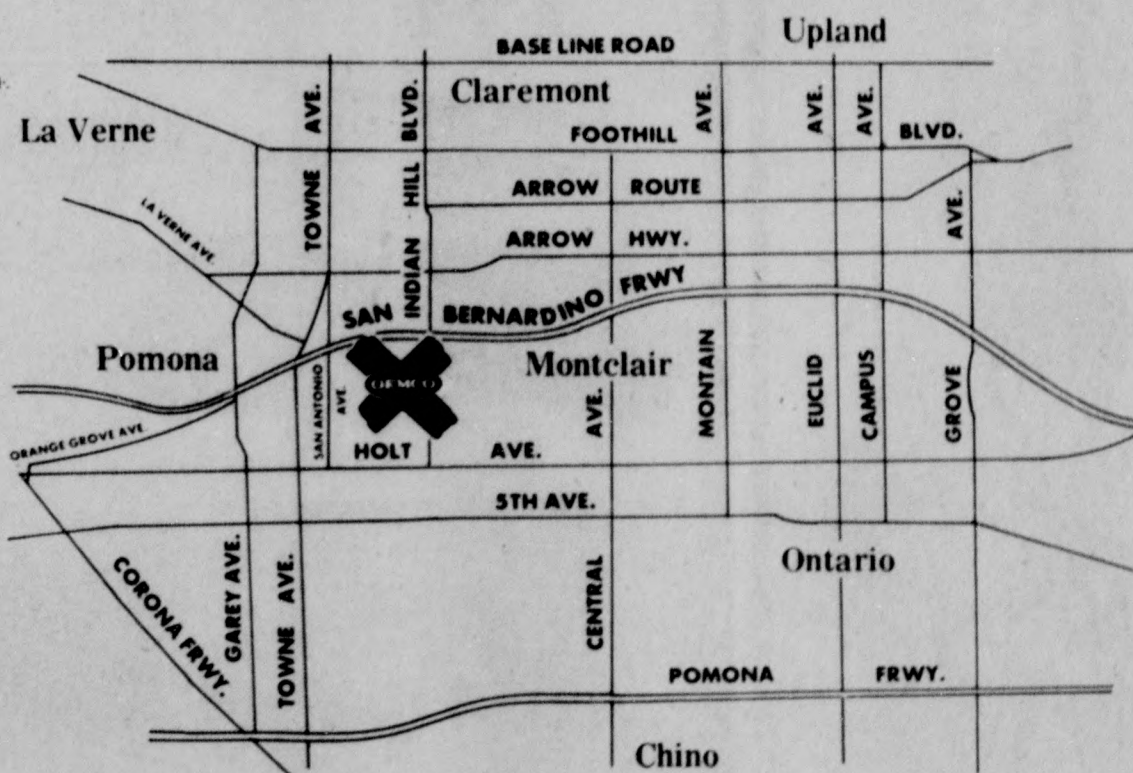 Upland
BASE LINE ROAD
Claremont
La Verne
TOWNE AVE.
INDIAN HILL BLVD.
FOOTHILL BLVD.
ARROW ROUTE
ARROW HWY.
LA VERNE AVE.
SAN BERNARDINO FRWY
Pomona
Montclair
ORANGE GROVE AVE.
SAN ANTONIO AVE.
HOLT AVE.
5TH AVE.
CENTRAL AVE.
MONTAIN AVE.
EUCLID AVE.
CAMPUS AVE.
GROVE AVE.
Ontario
CORONA FRWY.
GAREY AVE.
TOWNE AVE.
POMONA FRWY.
Chino